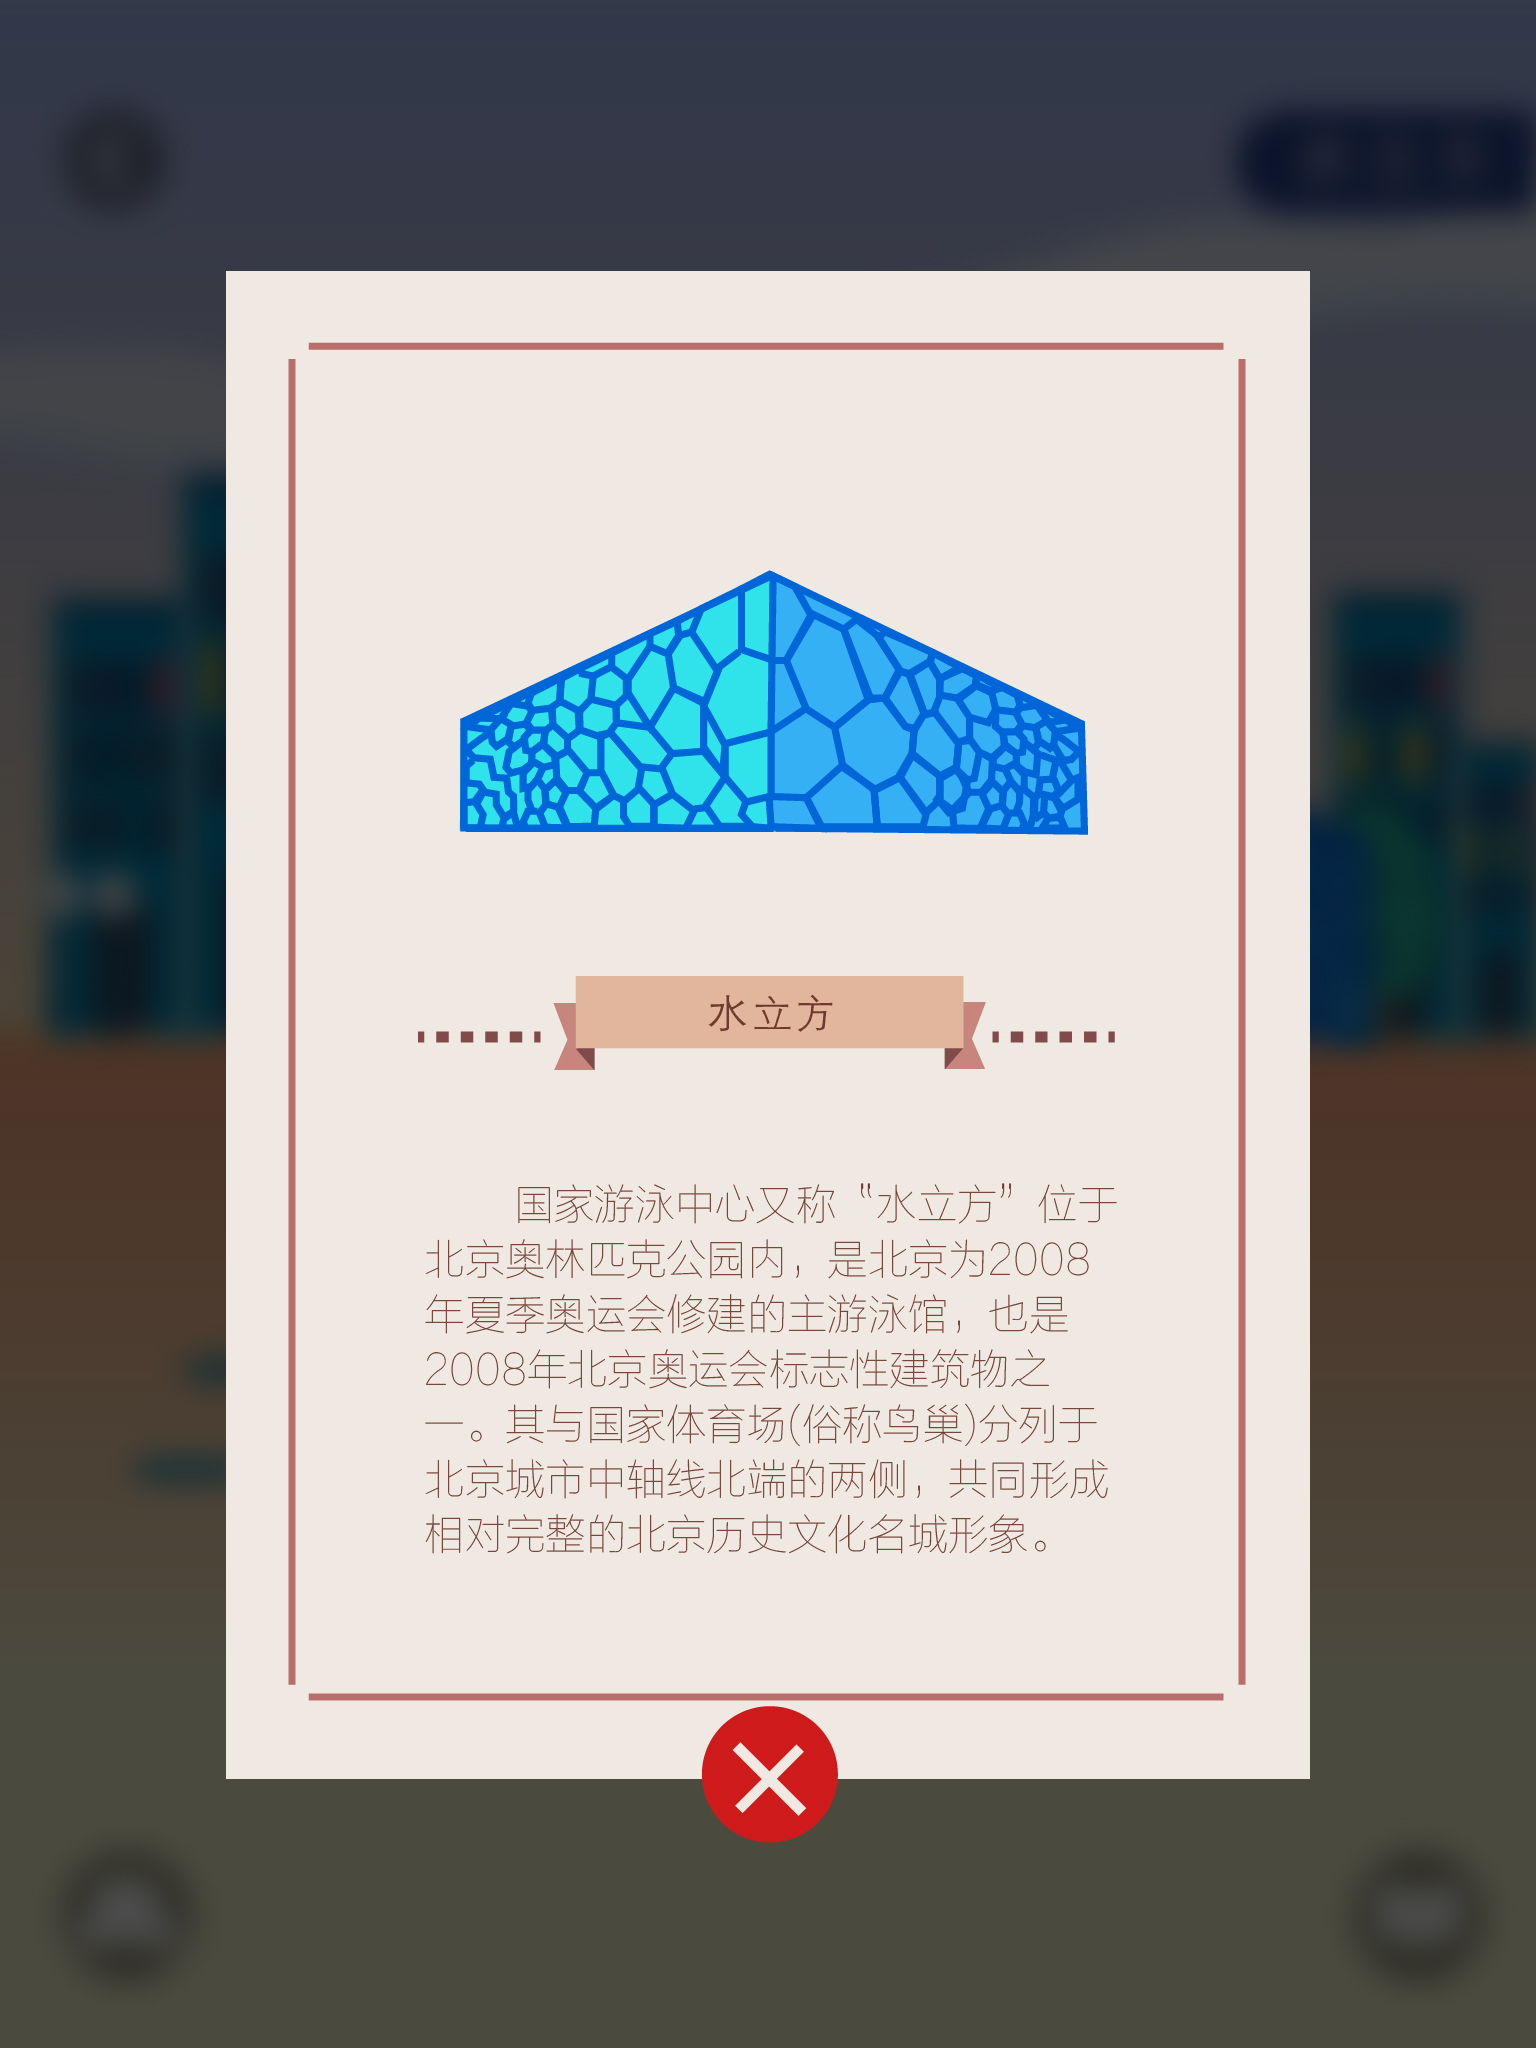 水立方
国家游泳中心又称“水立方”位于
北京奥林匹克公园内，是北京为2008
年夏季奥运会修建的主游泳馆，也是
2008年北京奥运会标志性建筑物之
一。其与国家体育场(俗称鸟巢)分列于
北京城市中轴线北端的两侧，共同形成
相对完整的北京历史文化名城形象。